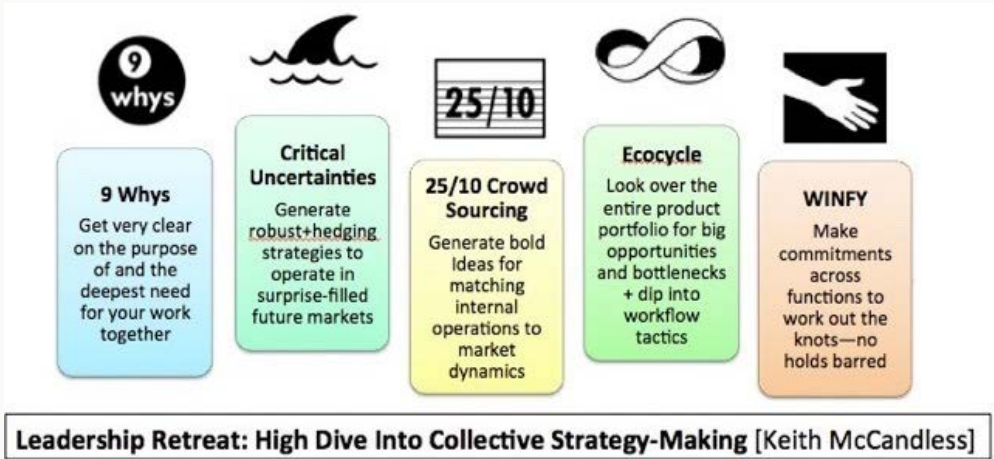 9
whys
25/10
9 Whys
Get very clear
on the purpose
of and the
deepest need
for your work
together
Critical
Uncertainties
Generate
robust+hedging
strategies to
operate in
surprise-filled
future markets
25/10 Crowd
Sourcing
Generate bold
Ideas for
matching
internal
operations to
market
dynamics
Ecocycle
Look over the
entire product
portfolio for big
opportunities
and bottlenecks
+ dip into
workflow
tactics
WINFY
Make
commitments
across
functions to
work out the
knots—no
holds barred
Leadership Retreat: High Dive Into Collective Strategy-Making [Keith McCandless]